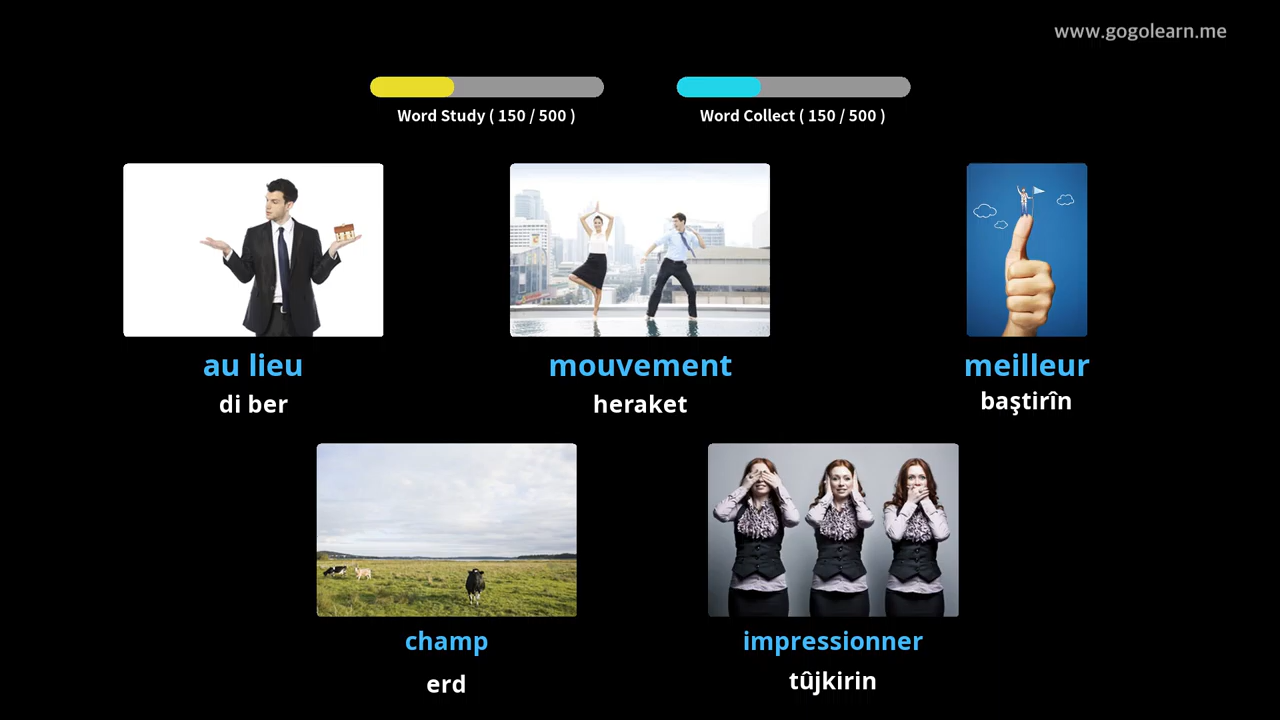 www.gogolearn.me
Word Study ( 150 / 500 )
Word Collect ( 150 / 500 )
au lieu
di ber
mouvement
heraket
meilleur
baştirîn
champ
erd
impressionner
tûjkirin